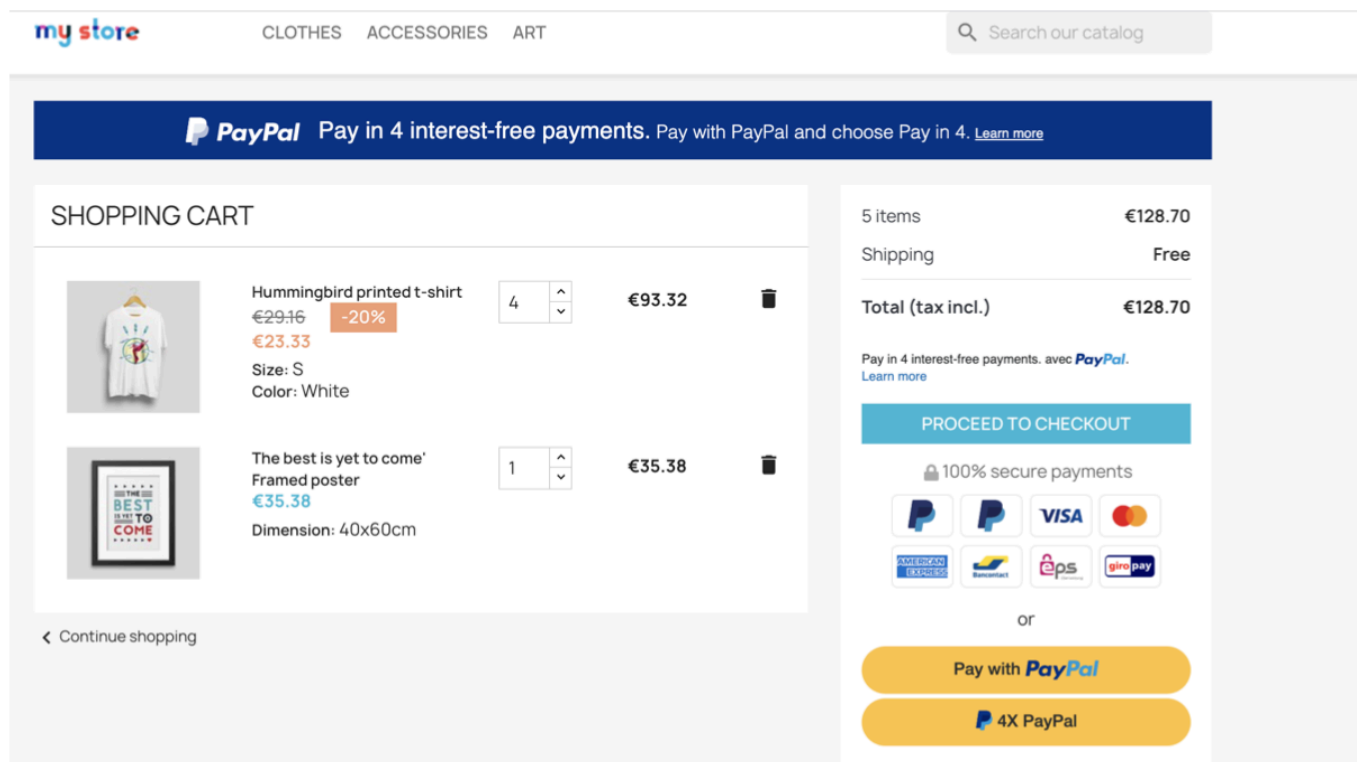 my store
CLOTHES ACCESSORIES ART
Search our catalog
PayPal Pay in 4 interest-free payments. Pay with PayPal and choose Pay in 4. Learn more
SHOPPING CART
Hummingbird printed t-shirt
€29.16 -20%
€23.33
Size: S
Color: White
4
€93.32
THE
BEST
IS YET TO
COME
The best is yet to come'
Framed poster
€35.38
Dimension: 40x60cm
1
€35.38
Continue shopping
5 items €128.70
Shipping Free
Total (tax incl.) €128.70
Pay in 4 interest-free payments. avec PayPal.
Learn more
PROCEED TO CHECKOUT
100% secure payments
VISA
AMERICAN
EXPRESS
Bancontact
eps
giropay
or
Pay with PayPal
4X PayPal